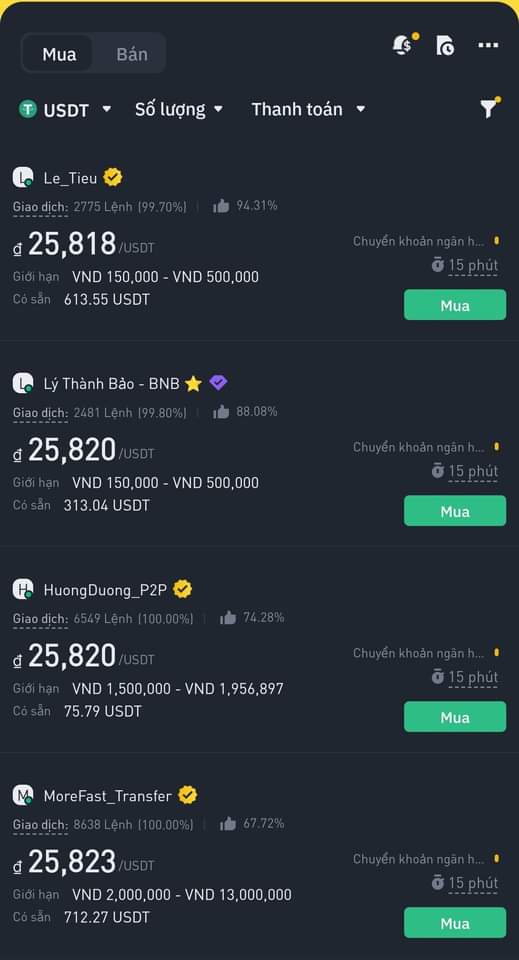 Mua Bán
USDT Số lượng Thanh toán
L Le_Tieu
Giao dịch: 2775 Lệnh (99.70%) 94.31%
₫ 25,818 /USDT
Chuyển khoản ngân h...
Giới hạn VND 150,000 - VND 500,000
15 phút
Có sẵn 613.55 USDT
Mua
L Lý Thành Bảo - BNB
Giao dịch: 2481 Lệnh (99.80%) 88.08%
₫ 25,820 /USDT
Chuyển khoản ngân h...
Giới hạn VND 150,000 - VND 500,000
15 phút
Có sẵn 313.04 USDT
Mua
H HuongDuong_P2P
Giao dịch: 6549 Lệnh (100.00%) 74.28%
₫ 25,820 /USDT
Chuyển khoản ngân h...
Giới hạn VND 1,500,000 - VND 1,956,897
15 phút
Có sẵn 75.79 USDT
Mua
M MoreFast_Transfer
Giao dịch: 8638 Lệnh (100.00%) 67.72%
₫ 25,823 /USDT
Chuyển khoản ngân h...
Giới hạn VND 2,000,000 - VND 13,000,000
15 phút
Có sẵn 712.27 USDT
Mua